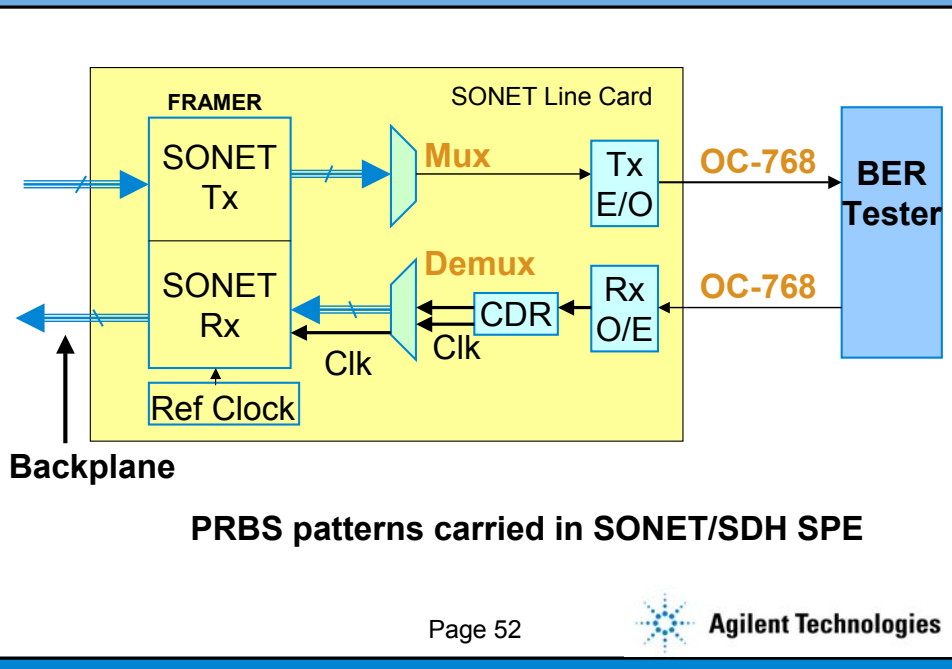 SONET Line Card
FRAMER
SONET
Tx
Mux
Tx
E/O
OC-768
BER
Tester
SONET
Rx
Demux
CDR
Rx
O/E
OC-768
Clk
Clk
Ref Clock
Backplane
PRBS patterns carried in SONET/SDH SPE
Page 52
Agilent Technologies